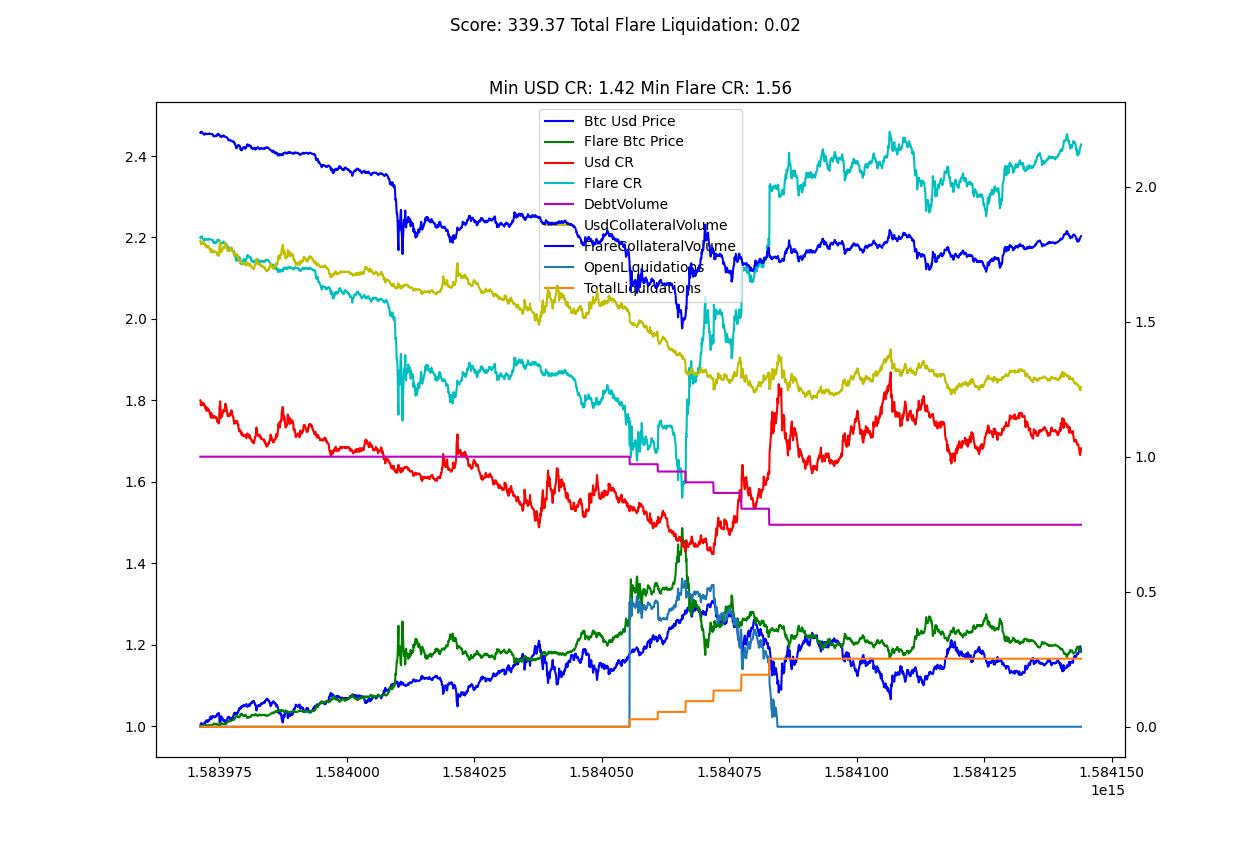 Score: 339.37 Total Flare Liquidation: 0.02
Min USD CR: 1.42 Min Flare CR: 1.56
Btc Usd Price
Flare Btc Price
Usd CR
Flare CR
DebtVolume
UsdCollateralVolume
FlareCollateralVolume
OpenLiquidations
TotalLiquidations
2.4
2.2
2.0
1.8
1.6
1.4
1.2
1.0
2.0
1.5
1.0
0.5
0.0
1.583975 1.584000 1.584025 1.584050 1.584075 1.584100 1.584125 1.584150
1e15